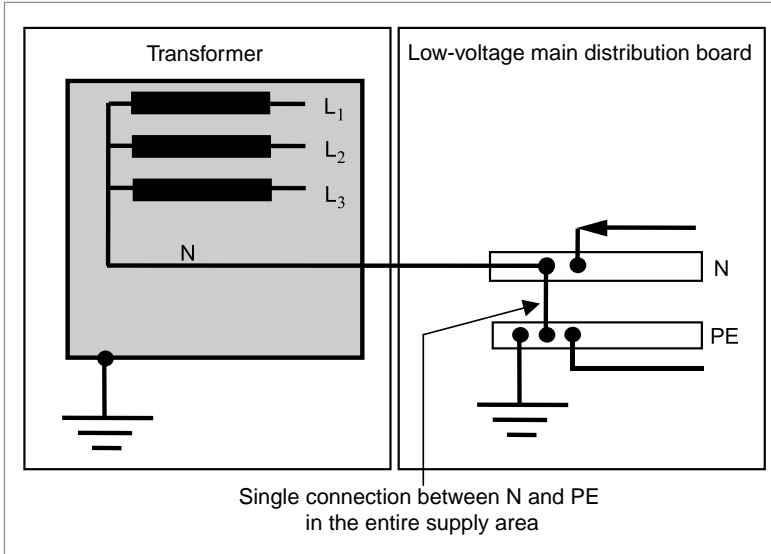 Transformer
Low-voltage main distribution board
L1
L2
L3
N
N
PE
Single connection between N and PE
in the entire supply area